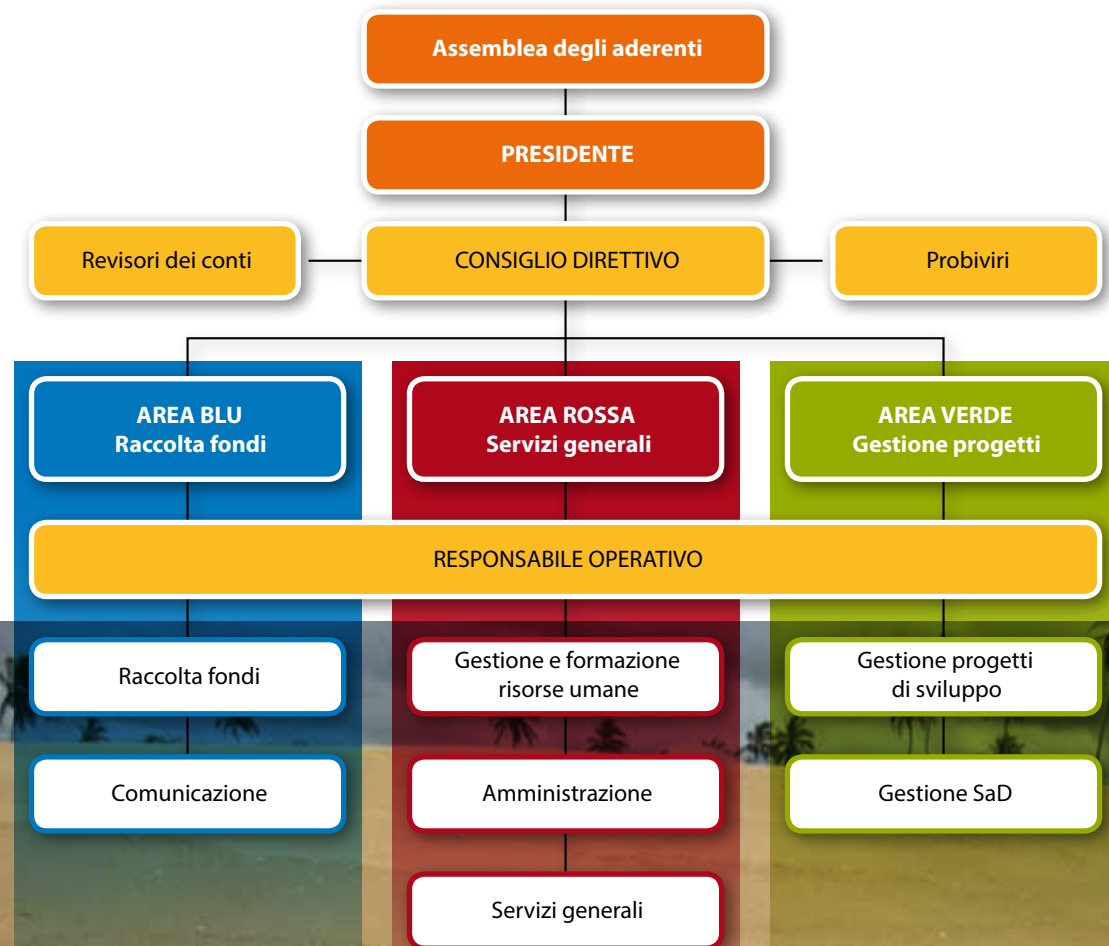 Assemblea degli aderenti
PRESIDENTE
Revisori dei conti
CONSIGLIO DIRETTIVO
Probiviri
AREA BLU
Raccolta fondi
AREA ROSSA
Servizi generali
AREA VERDE
Gestione progetti
RESPONSABILE OPERATIVO
Raccolta fondi
Gestione e formazione
risorse umane
Gestione progetti
di sviluppo
Comunicazione
Amministrazione
Gestione SaD
Servizi generali